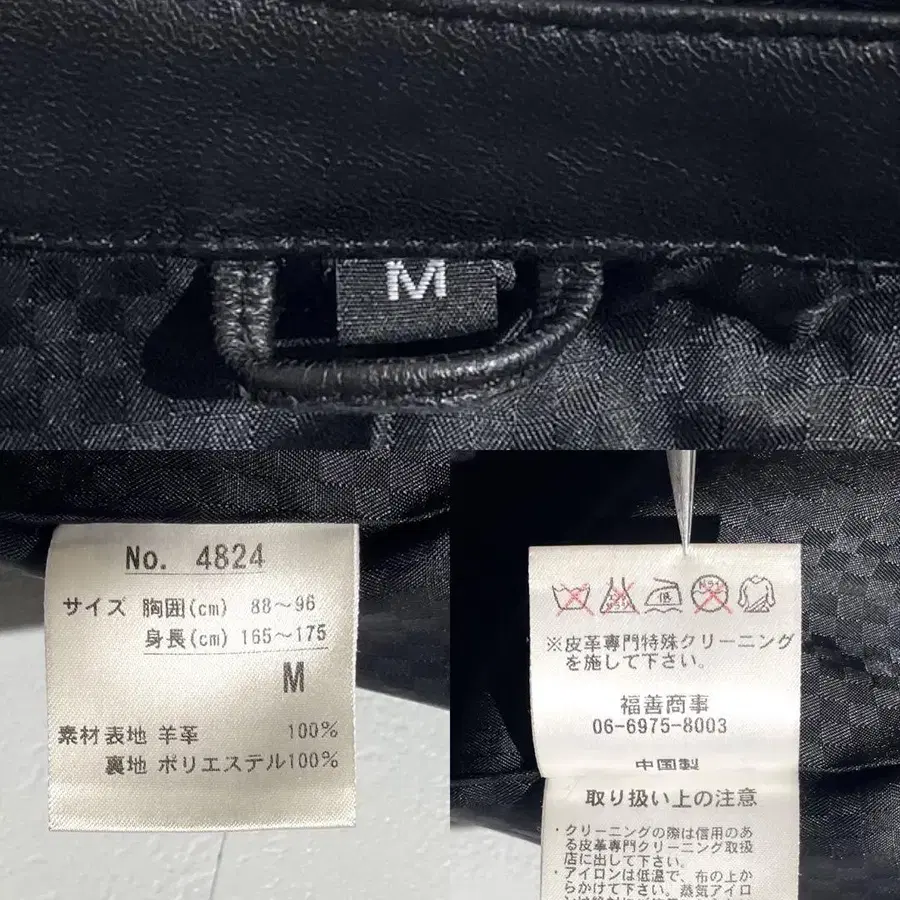 M
No. 4824
サイズ 胸囲(cm) 88～96
身長(cm) 165～175
M
素材表地 羊革 100%
裏地 ポリエステル100%
低
※皮革専門特殊クリーニング
を施して下さい。
福善商事
06-6975-8003
中国製
取り扱い上の注意
・クリーニングの際は信用のあ
る皮革専門クリーニング取扱
店に出して下さい。
・アイロンは低温で、布の上か
らかけて下さい。蒸気アイロ